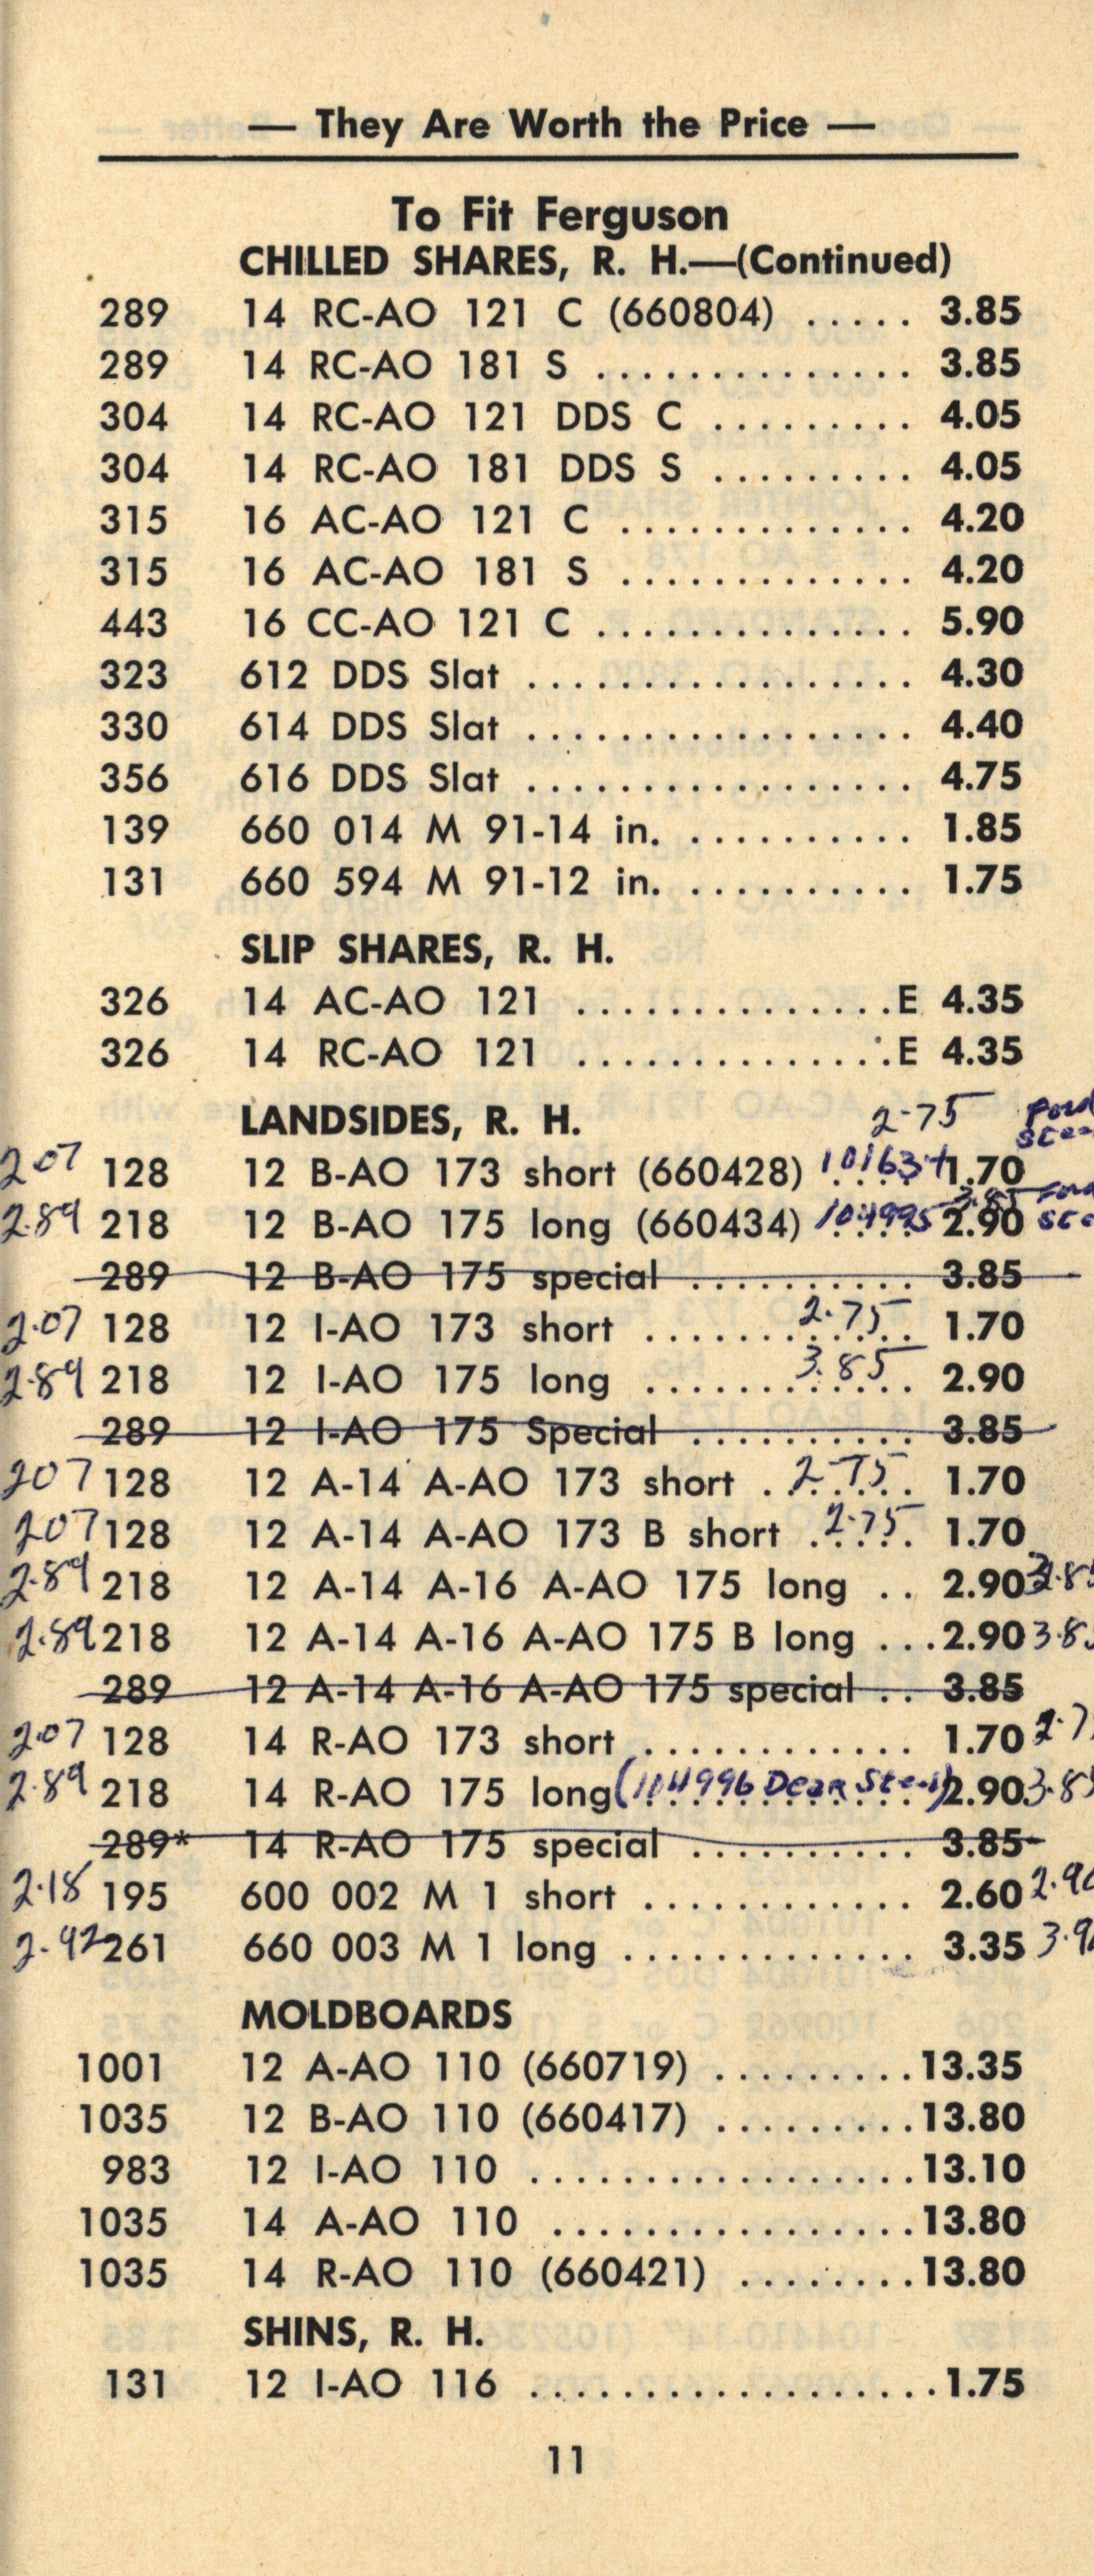 — They Are Worth the Price —
To Fit Ferguson
CHILLED SHARES, R. H.—(Continued)
289 14 RC-AO 121 C (660804) ..... 3.85
289 14 RC-AO 181 S .............. 3.85
304 14 RC-AO 121 DDS C ......... 4.05
304 14 RC-AO 181 DDS S ......... 4.05
315 16 AC-AO 121 C ............. 4.20
315 16 AC-AO 181 S ............. 4.20
443 16 CC-AO 121 C .............. 5.90
323 612 DDS Slat ................. 4.30
330 614 DDS Slat ................. 4.40
356 616 DDS Slat ................. 4.75
139 660 014 M 91-14 in. .......... 1.85
131 660 594 M 91-12 in. .......... 1.75
SLIP SHARES, R. H.
326 14 AC-AO 121 ..............E 4.35
326 14 RC-AO 121 ..............E 4.35
LANDSIDES, R. H. 2-75
2.07 128 12 B-AO 173 short (660428) 101634 1.70
2.89 218 12 B-AO 175 long (660434) 104995 2.90 3.85
289 12 B-AO 175 special .......... 3.85
2.07 128 12 I-AO 173 short ............ 2.75 1.70
2.89 218 12 I-AO 175 long ............ 3.85 2.90
289 12 I-AO 175 Special .......... 3.85
207 128 12 A-14 A-AO 173 short ....... 2-75 1.70
207 128 12 A-14 A-AO 173 B short ..... 2.75 1.70
2.89 218 12 A-14 A-16 A-AO 175 long .. 2.90
2.89 218 12 A-14 A-16 A-AO 175 B long ...2.90
289 12 A-14 A-16 A-AO 175 special .. 3.85
2.07 128 14 R-AO 173 short ............ 1.70
2.89 218 14 R-AO 175 long (104996 2.90
289* 14 R-AO 175 special .......... 3.85
2.18 195 600 002 M 1 short ............ 2.60
2.92 261 660 003 M 1 long ............. 3.35
MOLDBOARDS
1001 12 A-AO 110 (660719) .........13.35
1035 12 B-AO 110 (660417) .........13.80
983 12 I-AO 110 .................13.10
1035 14 A-AO 110 ................13.80
1035 14 R-AO 110 (660421) ........13.80
SHINS, R. H.
131 12 I-AO 116 ..................1.75
11